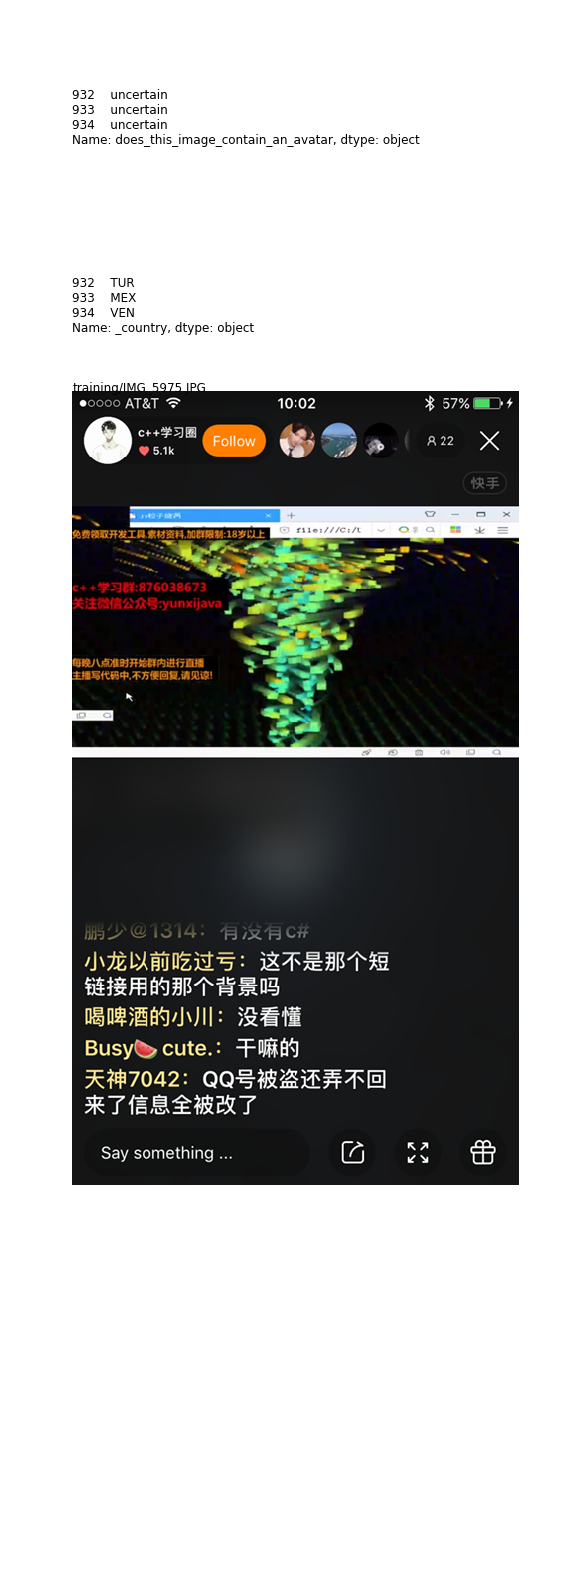 932 uncertain
933 uncertain
934 uncertain
Name: does_this_image_contain_an_avatar, dtype: object
932 TUR
933 MEX
934 VEN
Name: _country, dtype: object
training/IMG_5975.JPG
AT&T 10:02 57%
c++学习圈
5.1k
Follow
22
快手
免费领取开发工具,素材资料,加群限制:18岁以上
file:///C:/t
c++学习群:876038673
关注微信公众号:yunxijava
每晚八点准时开始群内进行直播
主播写代码中,不方便回复,请见谅!
鹏少@1314：有没有c#
小龙以前吃过亏：这不是那个短
链接用的那个背景吗
喝啤酒的小川：没看懂
Busy🍉cute.：干嘛的
天神7042：QQ号被盗还弄不回
来了信息全被改了
Say something ...